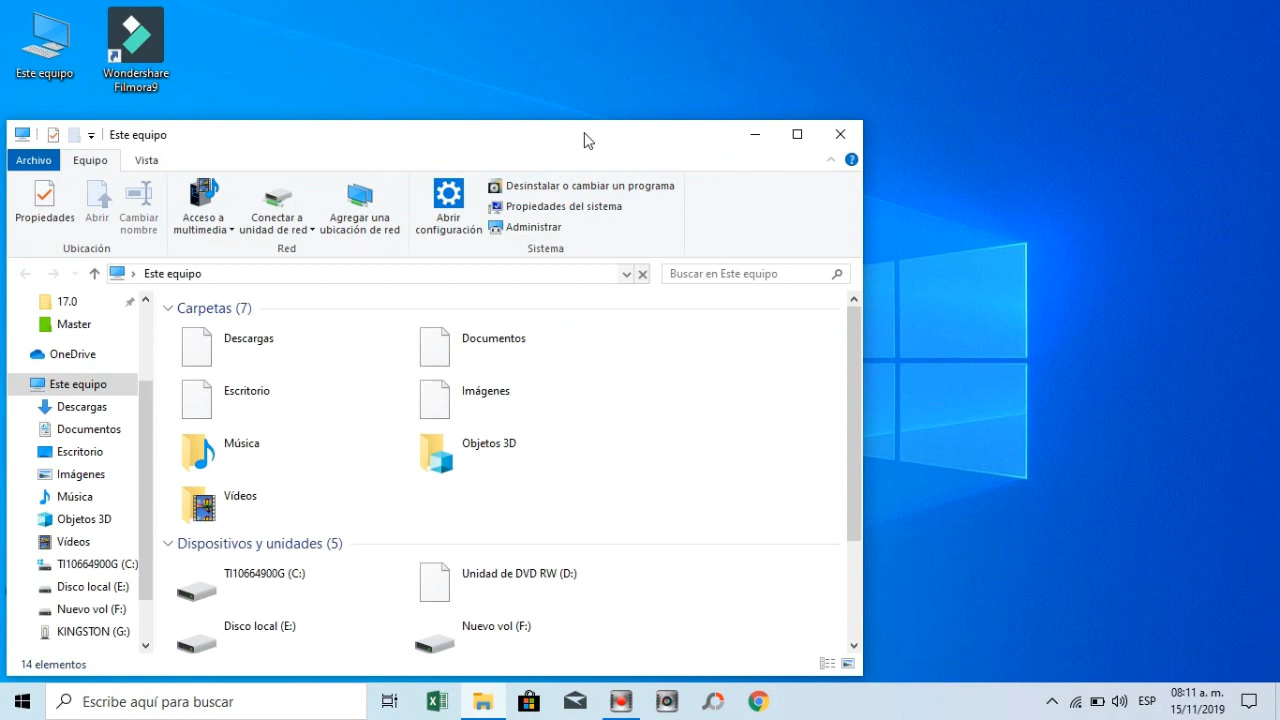 Este equipo
Wondershare
Filmora9
Este equipo
Archivo
Equipo
Vista
Propiedades
Abrir
Cambiar
nombre
Ubicación
Acceso a
multimedia
Conectar a
unidad de red
Agregar una
ubicación de red
Red
Abrir
configuración
Desinstalar o cambiar un programa
Propiedades del sistema
Administrar
Sistema
Este equipo
Buscar en Este equipo
17.0
Master
OneDrive
Este equipo
Descargas
Documentos
Escritorio
Imágenes
Música
Objetos 3D
Vídeos
TI10664900G (C:)
Disco local (E:)
Nuevo vol (F:)
KINGSTON (G:)
Carpetas (7)
Descargas
Documentos
Escritorio
Imágenes
Música
Objetos 3D
Vídeos
Dispositivos y unidades (5)
TI10664900G (C:)
Unidad de DVD RW (D:)
Disco local (E:)
Nuevo vol (F:)
14 elementos
Escribe aquí para buscar
ESP
08:11 a. m.
15/11/2019